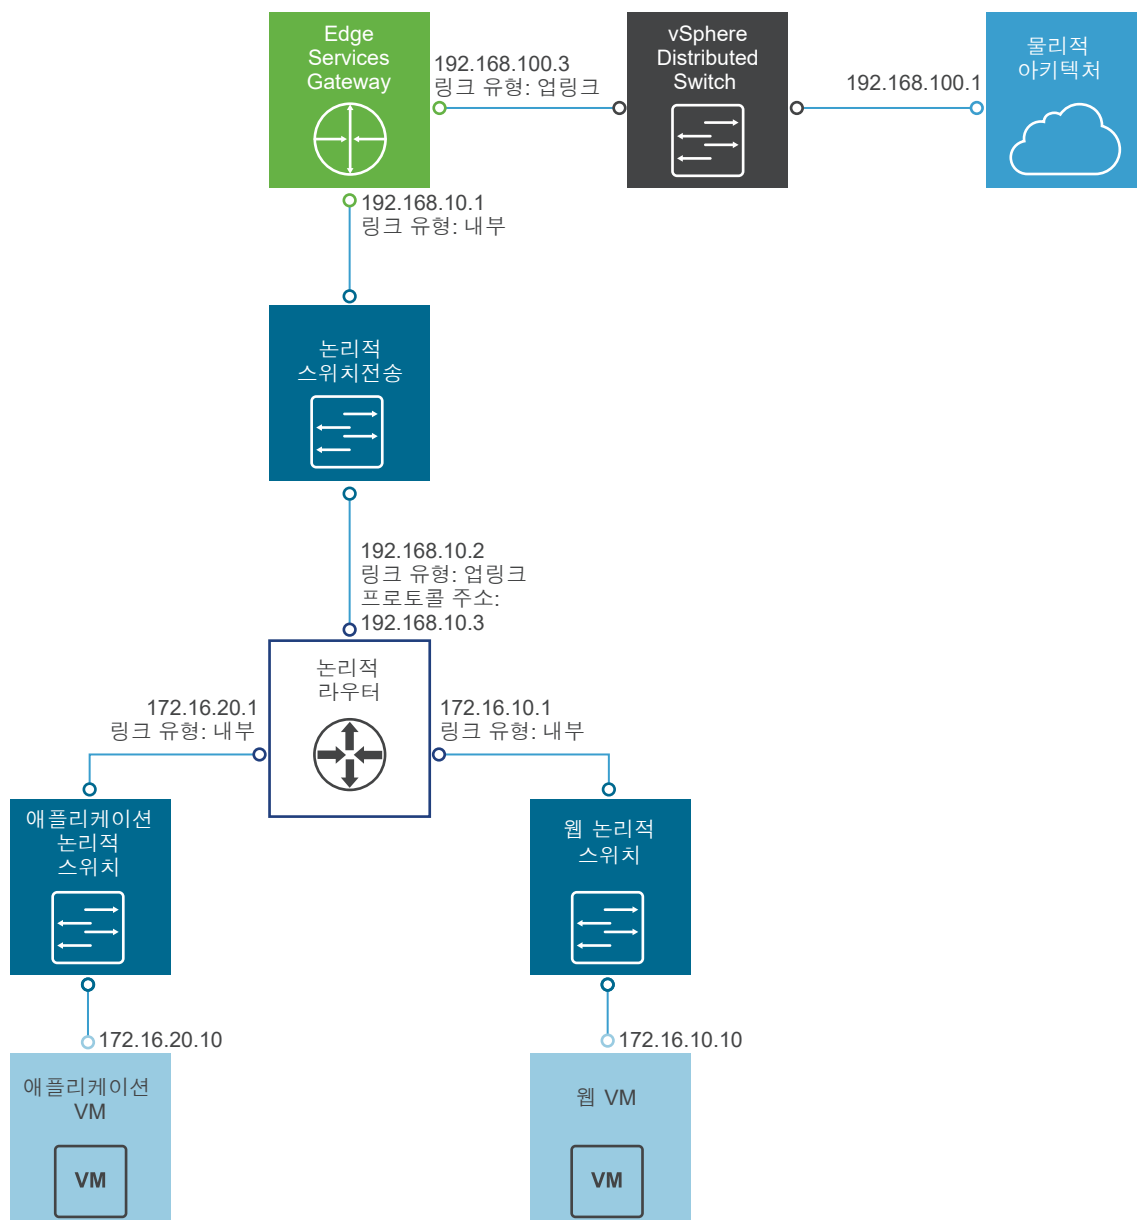 Edge
Services
Gateway
192.168.100.3
링크 유형: 업링크
vSphere
Distributed
Switch
192.168.100.1
물리적
아키텍처
192.168.10.1
링크 유형: 내부
논리적
스위치전송
192.168.10.2
링크 유형: 업링크
프로토콜 주소:
192.168.10.3
논리적
라우터
172.16.20.1
링크 유형: 내부
172.16.10.1
링크 유형: 내부
애플리케이션
논리적
스위치
웹 논리적
스위치
172.16.20.10
172.16.10.10
애플리케이션
VM
VM
웹 VM
VM